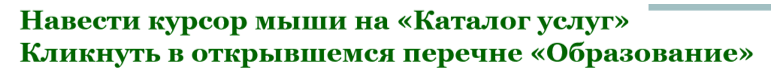 Навести курсор мыши на «Каталог услуг»
Кликнуть в открывшемся перечне «Образование»